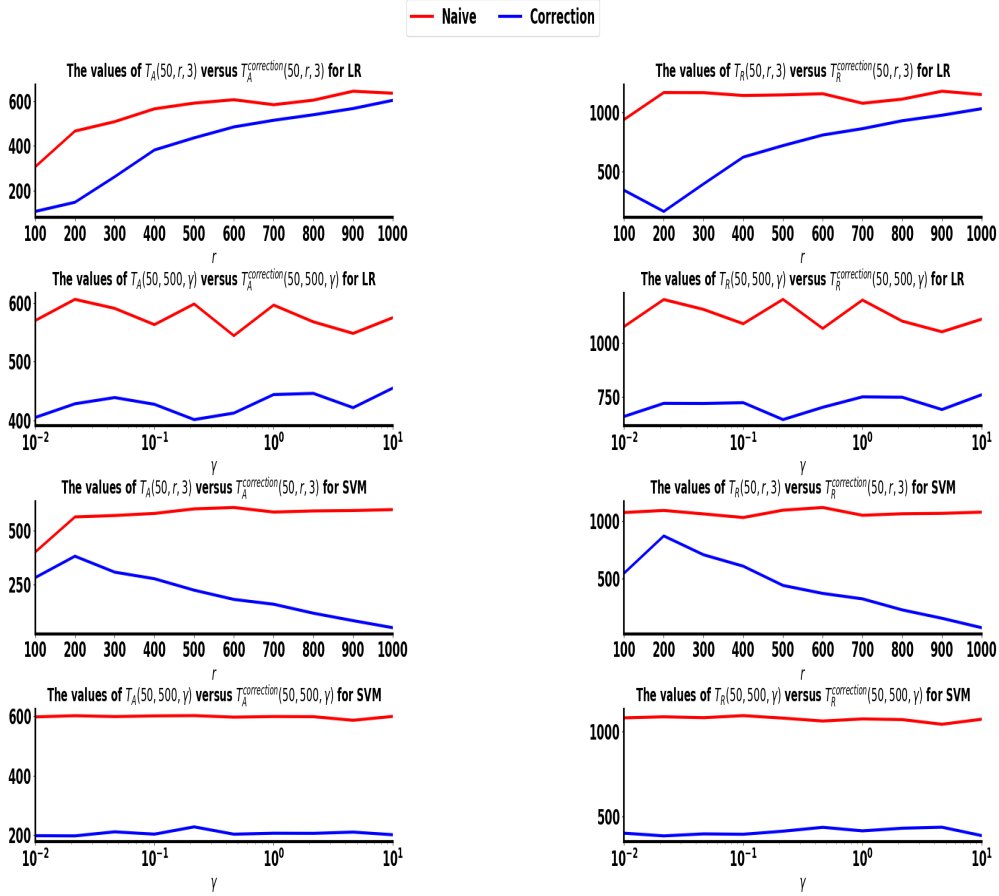 Naive Correction
The values of T_A(50, r, 3) versus T_A^{correction}(50, r, 3) for LR
600
400
200
100 200 300 400 500 600 700 800 900 1000
r
The values of T_R(50, r, 3) versus T_R^{correction}(50, r, 3) for LR
1000
500
100 200 300 400 500 600 700 800 900 1000
r
The values of T_A(50, 500, γ) versus T_A^{correction}(50, 500, γ) for LR
600
500
400
10^{-2} 10^{-1} 10^0 10^1
γ
The values of T_R(50, 500, γ) versus T_R^{correction}(50, 500, γ) for LR
1000
750
10^{-2} 10^{-1} 10^0 10^1
γ
The values of T_A(50, r, 3) versus T_A^{correction}(50, r, 3) for SVM
500
250
100 200 300 400 500 600 700 800 900 1000
r
The values of T_R(50, r, 3) versus T_R^{correction}(50, r, 3) for SVM
1000
500
100 200 300 400 500 600 700 800 900 1000
r
The values of T_A(50, 500, γ) versus T_A^{correction}(50, 500, γ) for SVM
600
400
200
10^{-2} 10^{-1} 10^0 10^1
γ
The values of T_R(50, 500, γ) versus T_R^{correction}(50, 500, γ) for SVM
1000
500
10^{-2} 10^{-1} 10^0 10^1
γ